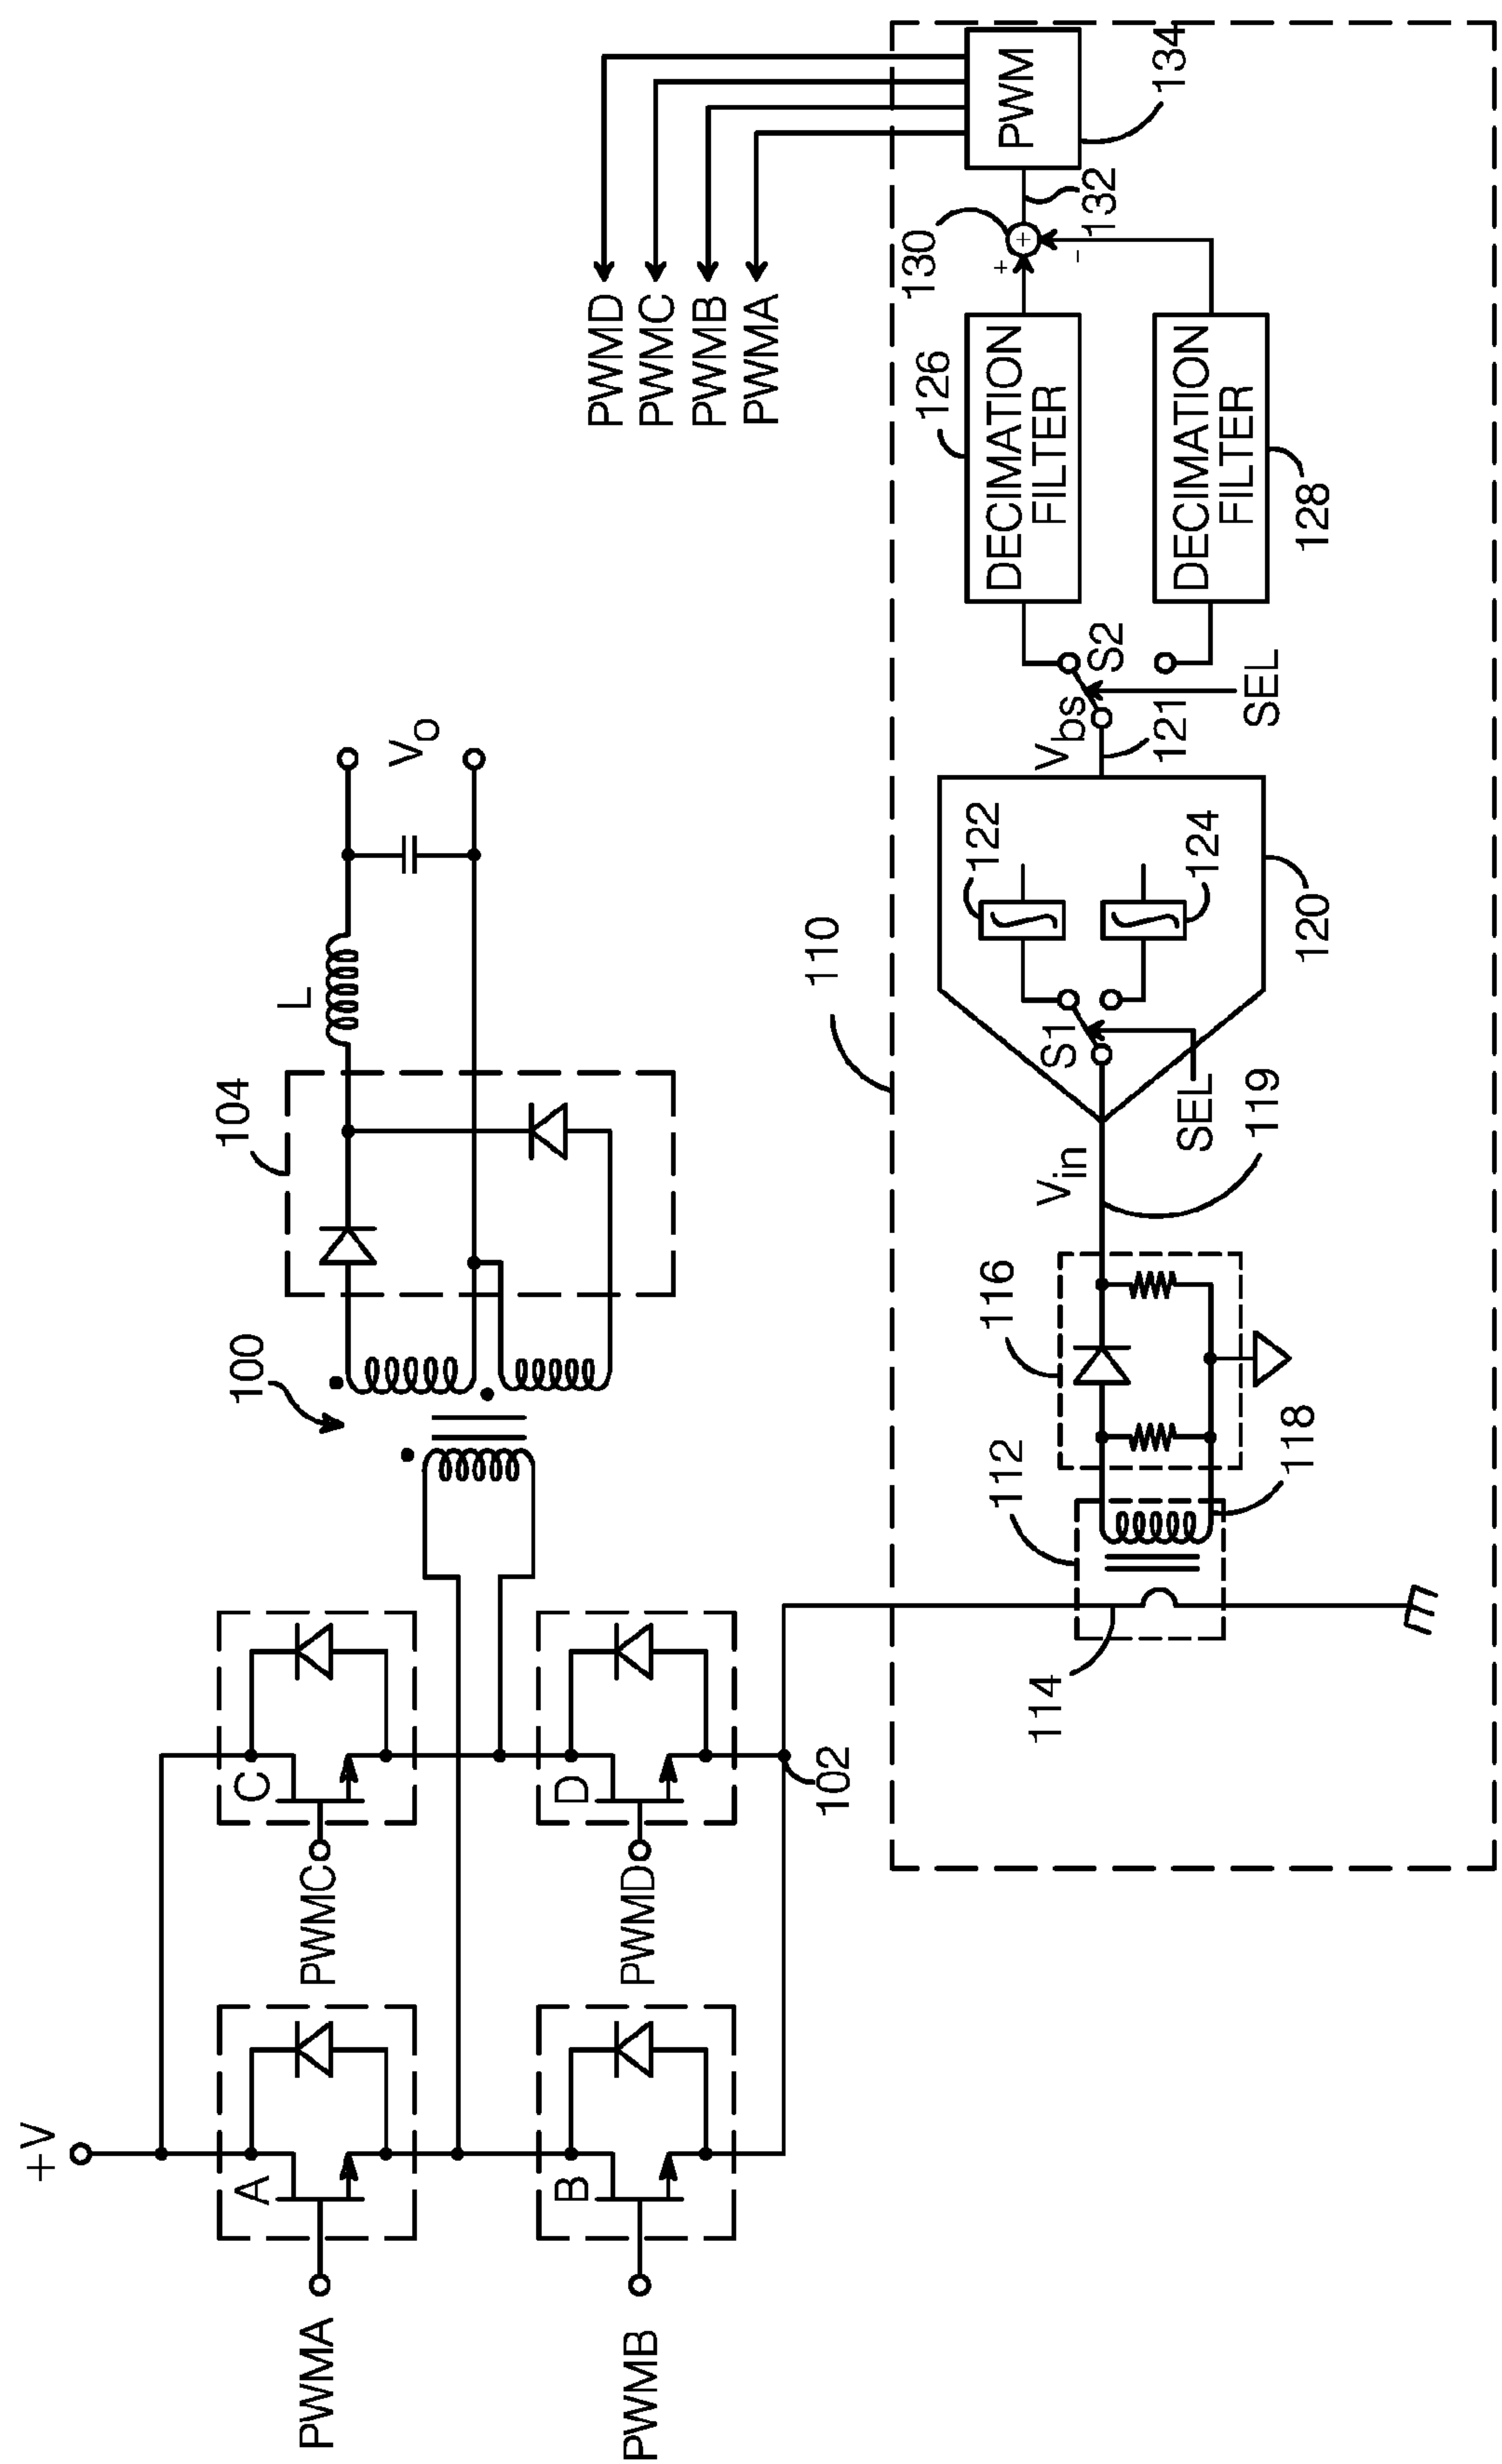 +V
A
PWMA
B
PWMB
C
PWMC
D
PWMD
102
100
104
L
Vo
PWMD
PWMC
PWMB
PWMA
110
112
114
116
118
Vin
119
S1
SEL
122
124
120
Vbs
121
S2
SEL
126
DECIMATION
FILTER
DECIMATION
FILTER
128
130
+
+
-
132
PWM
134